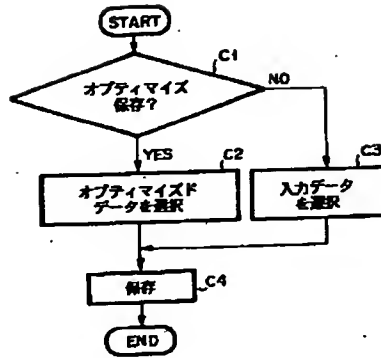 START
C1
オプティマイズ
保存?
NO
YES
C2
C3
オプティマイズド
データを選択
入力データ
を選択
保存
C4
END